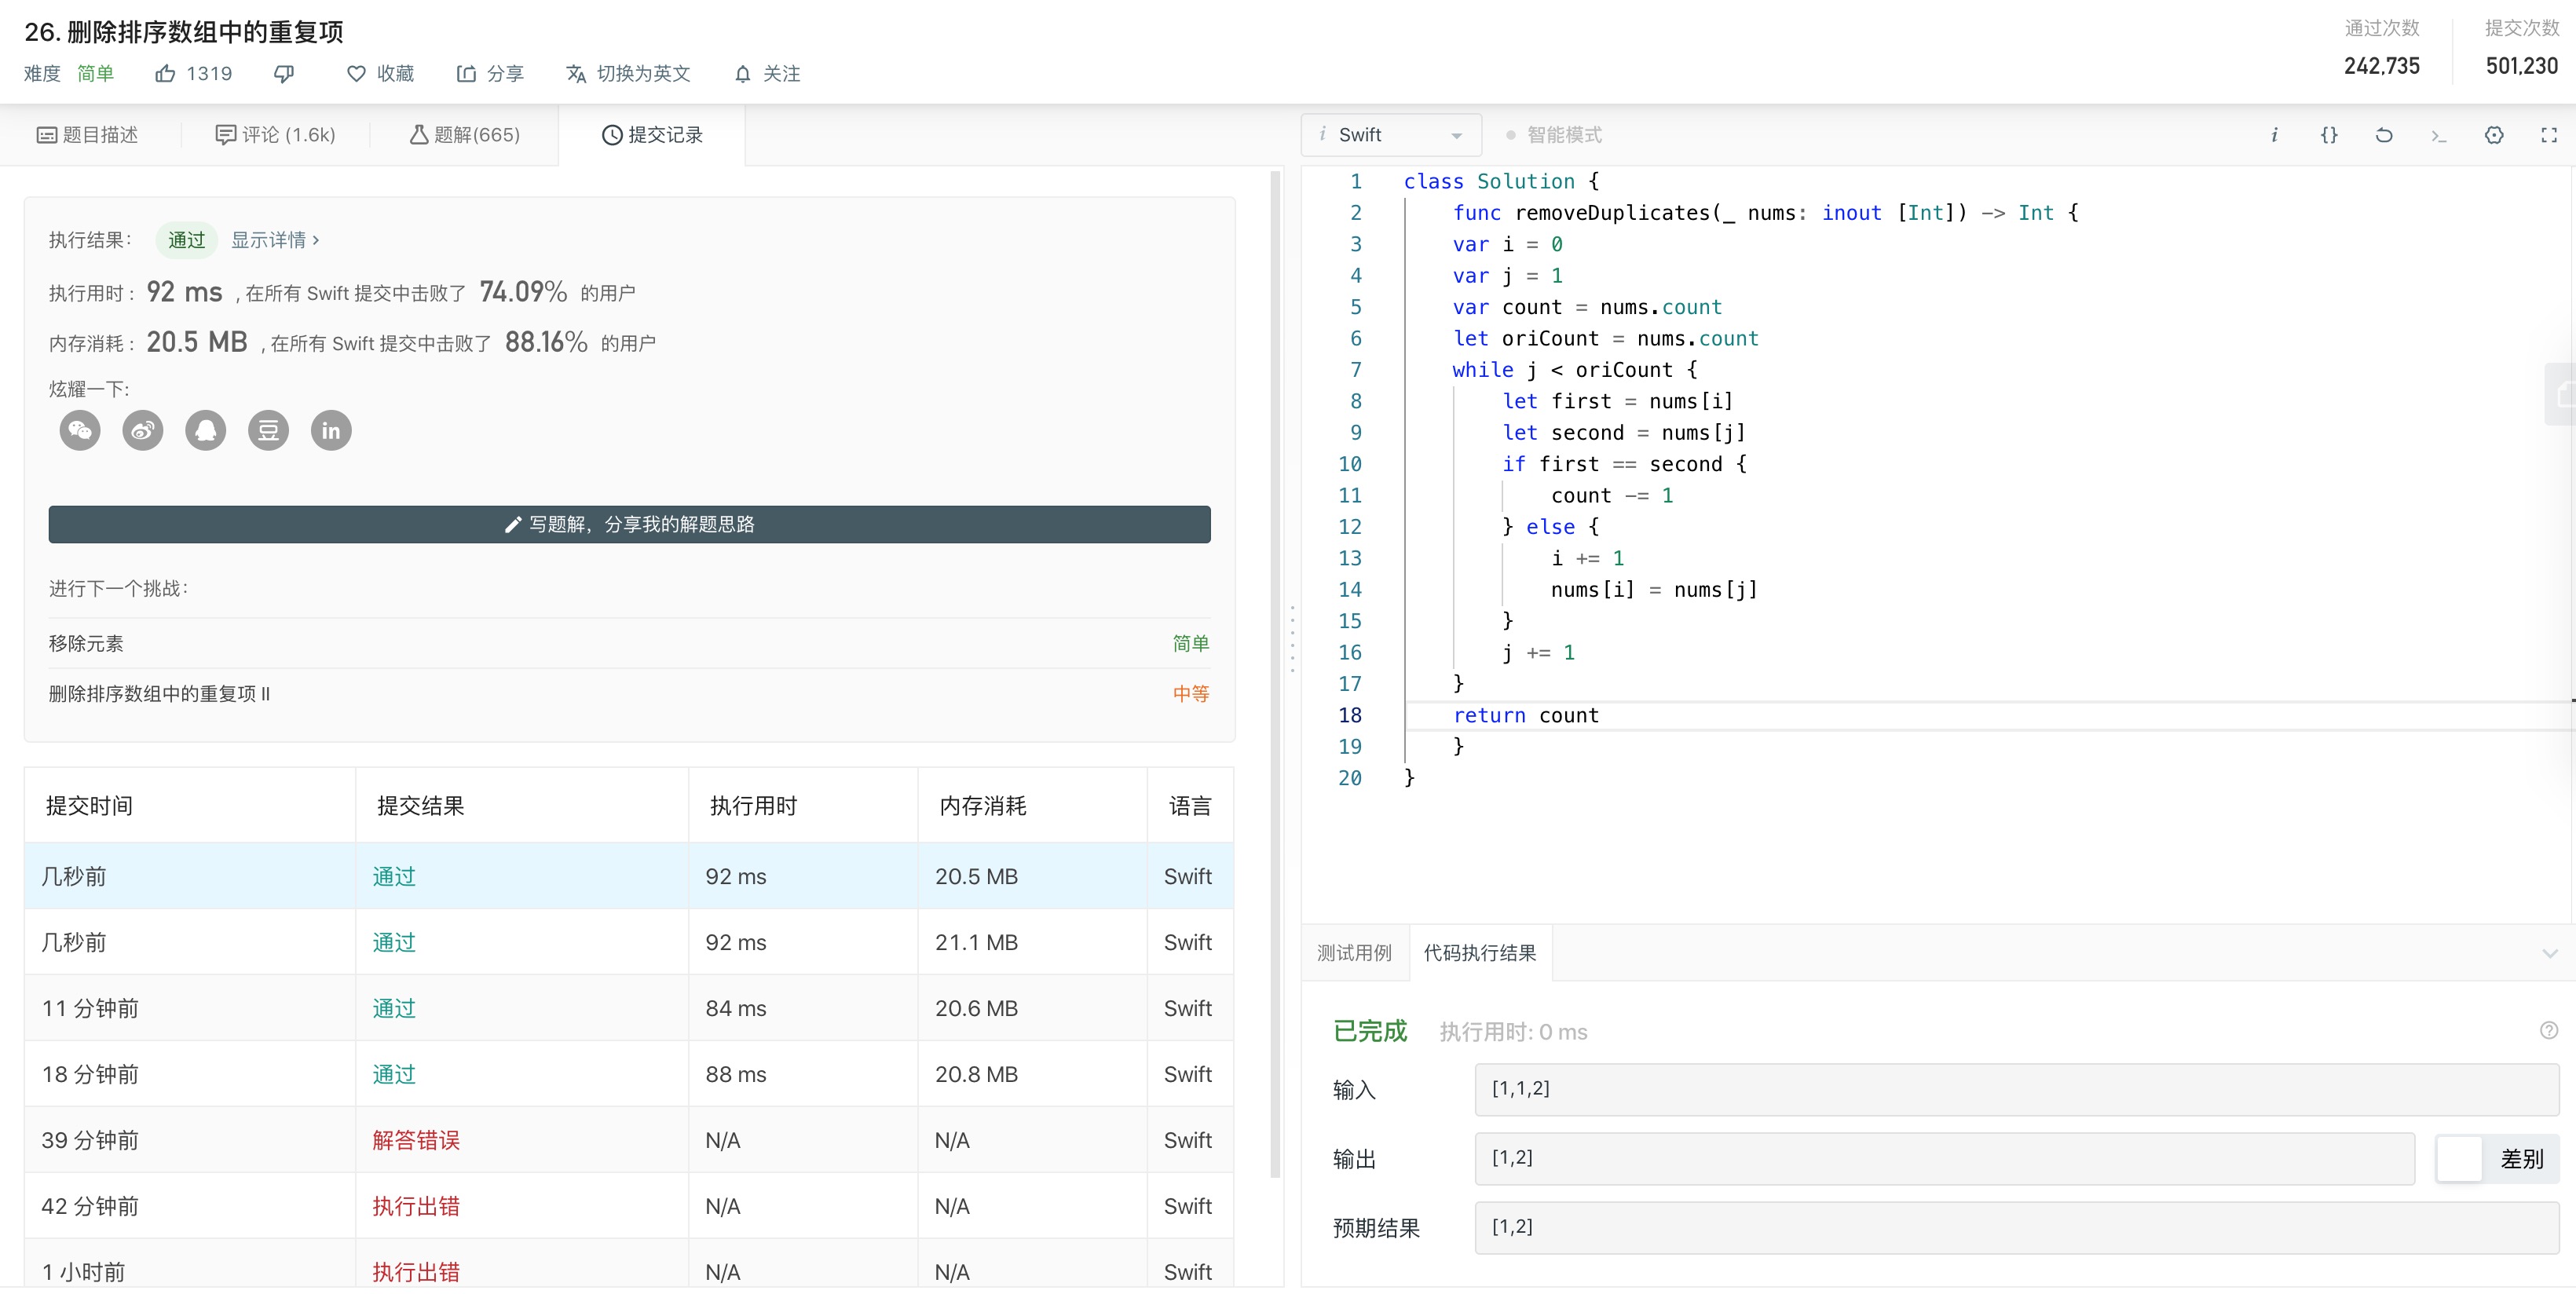 26. 删除排序数组中的重复项
难度 简单 1319 收藏 分享 切换为英文 关注
通过次数 提交次数
242,735 501,230
题目描述 评论 (1.6k) 题解(665) 提交记录
执行结果： 通过 显示详情 >
执行用时 : 92 ms , 在所有 Swift 提交中击败了 74.09% 的用户
内存消耗 : 20.5 MB , 在所有 Swift 提交中击败了 88.16% 的用户
炫耀一下:
豆 in
写题解，分享我的解题思路
进行下一个挑战：
移除元素 简单
删除排序数组中的重复项 II 中等
提交时间 提交结果 执行用时 内存消耗 语言
几秒前 通过 92 ms 20.5 MB Swift
几秒前 通过 92 ms 21.1 MB Swift
11 分钟前 通过 84 ms 20.6 MB Swift
18 分钟前 通过 88 ms 20.8 MB Swift
39 分钟前 解答错误 N/A N/A Swift
42 分钟前 执行出错 N/A N/A Swift
1 小时前 执行出错 N/A N/A Swift
i Swift 智能模式 i {} >_
1 class Solution {
2 func removeDuplicates(_ nums: inout [Int]) -> Int {
3 var i = 0
4 var j = 1
5 var count = nums.count
6 let oriCount = nums.count
7 while j < oriCount {
8 let first = nums[i]
9 let second = nums[j]
10 if first == second {
11 count -= 1
12 } else {
13 i += 1
14 nums[i] = nums[j]
15 }
16 j += 1
17 }
18 return count
19 }
20 }
测试用例 代码执行结果
已完成 执行用时: 0 ms
输入 [1,1,2]
输出 [1,2] 差别
预期结果 [1,2]